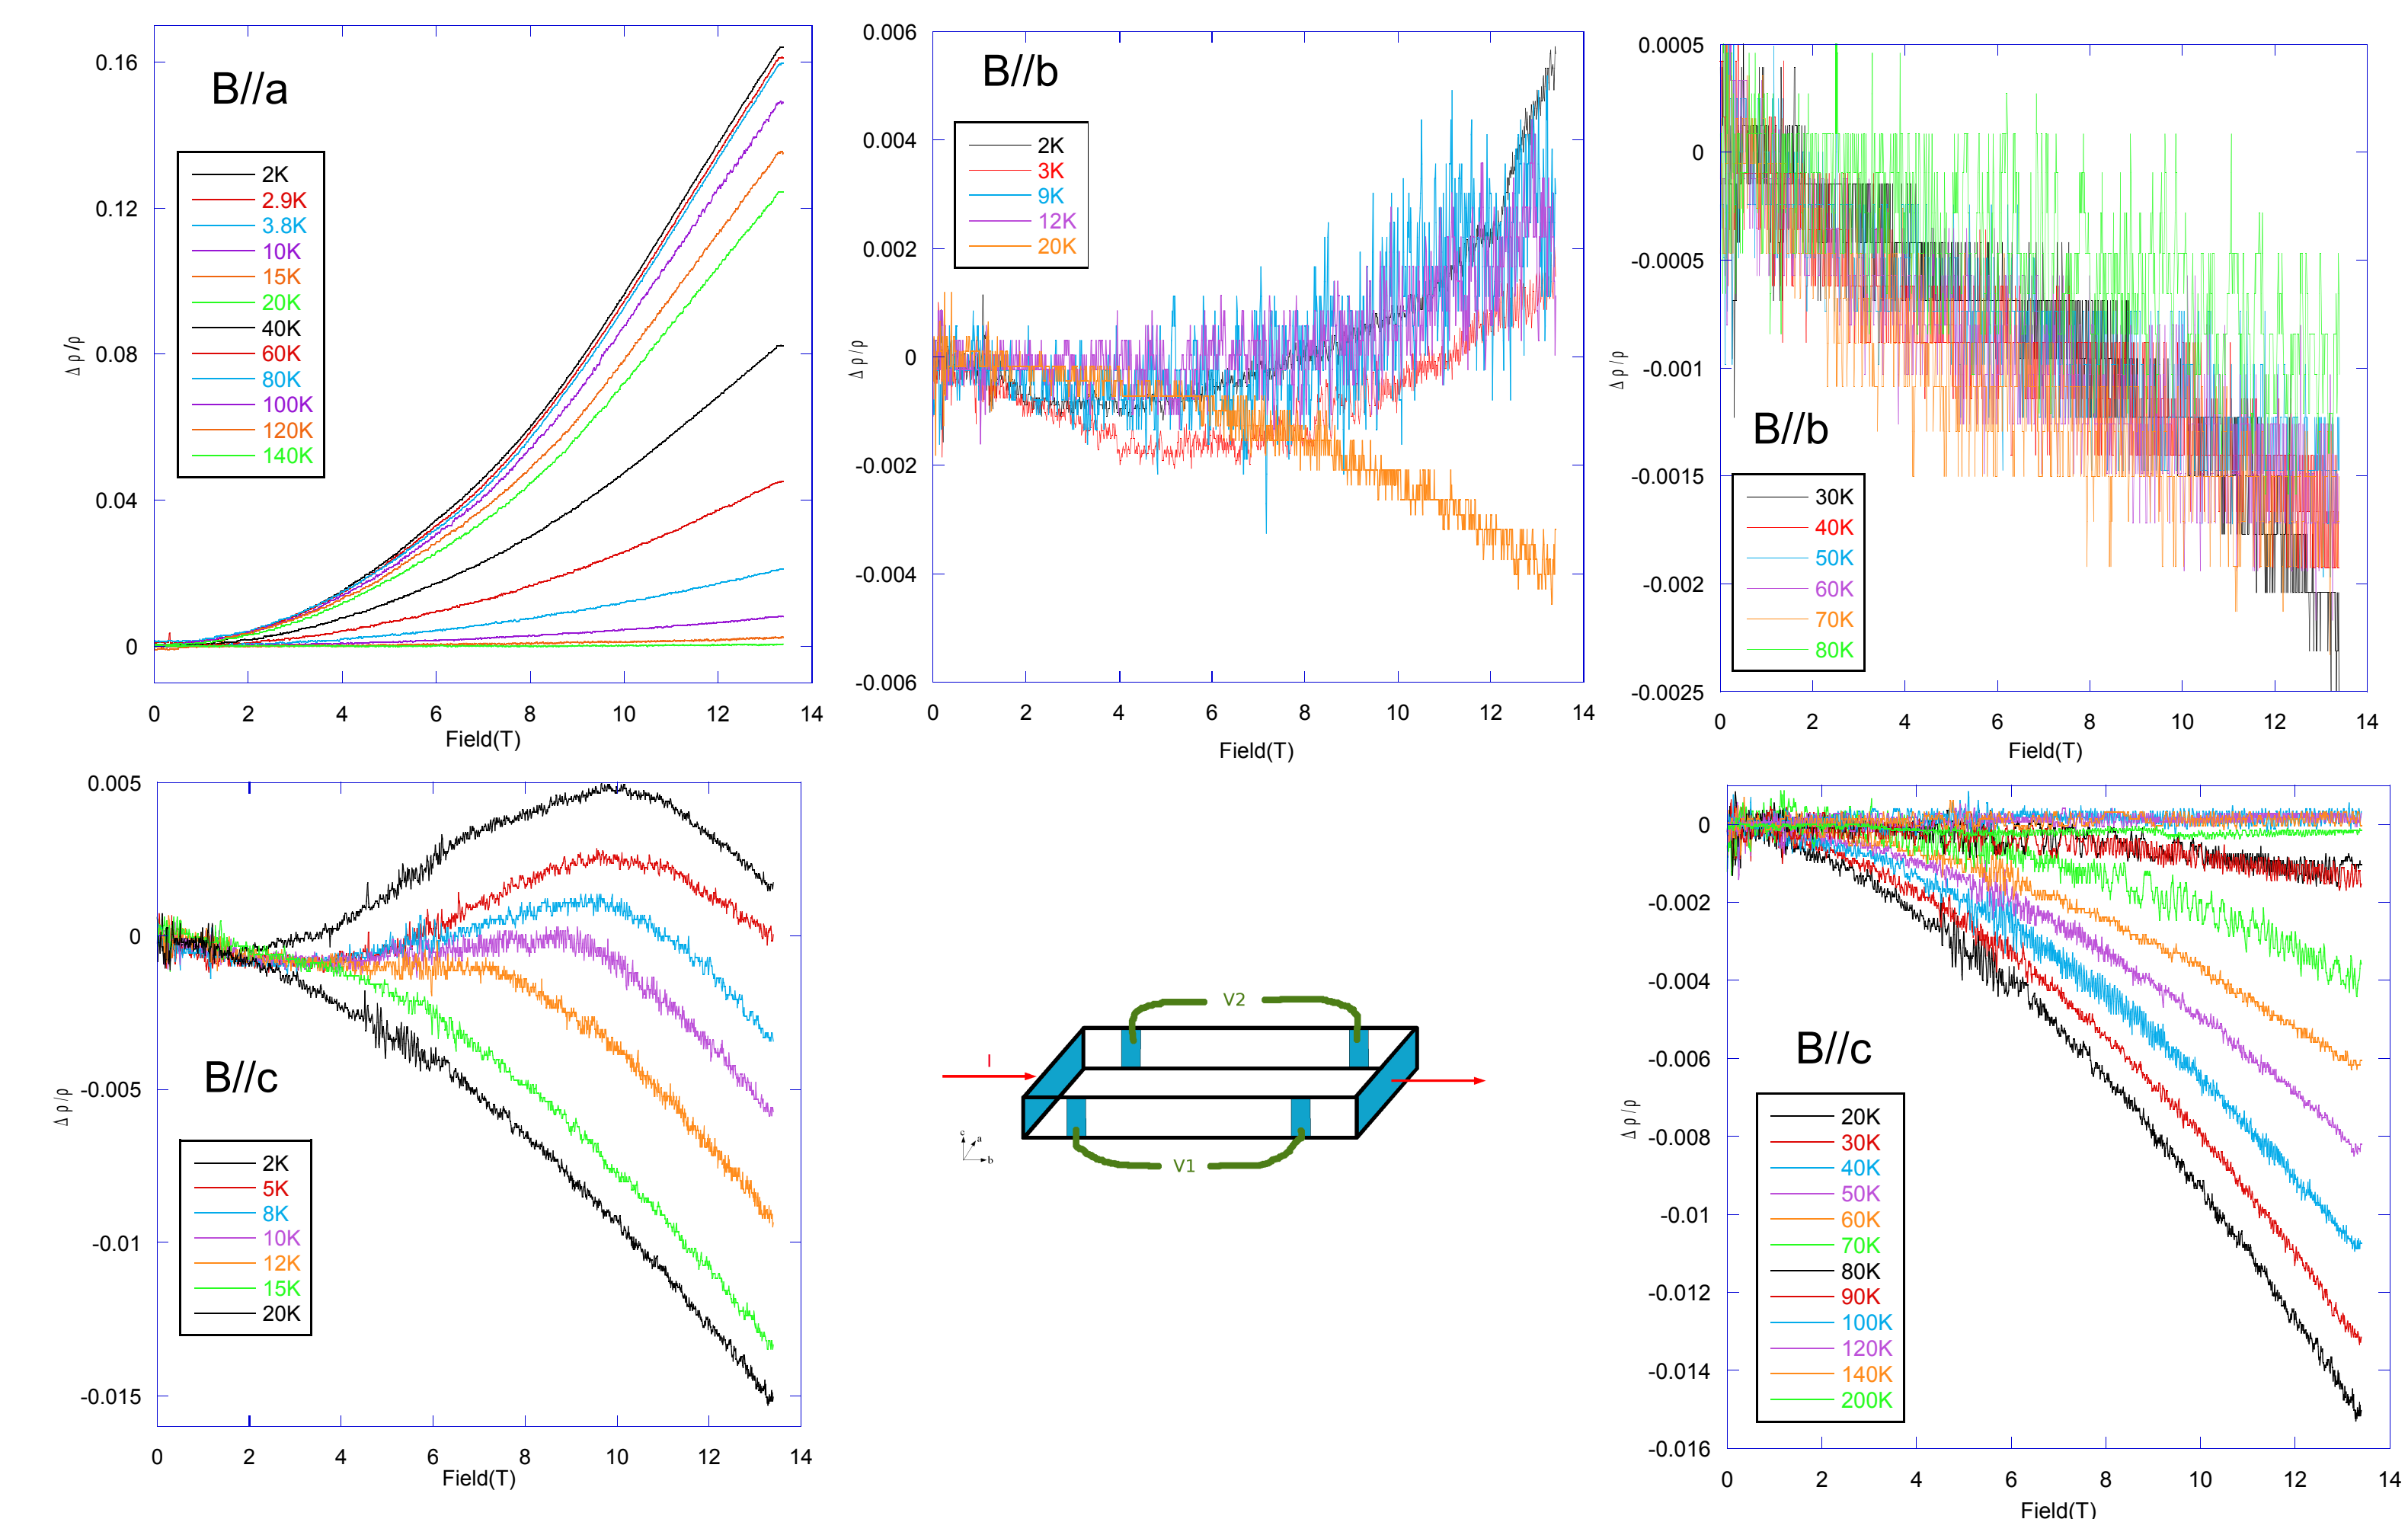 B//a
2K
2.9K
3.8K
10K
15K
20K
40K
60K
80K
100K
120K
140K
0.16
0.12
0.08
0.04
0
Δρ/ρ
0 2 4 6 8 10 12 14
Field(T)
B//b
2K
3K
9K
12K
20K
0.006
0.004
0.002
0
-0.002
-0.004
-0.006
Δρ/ρ
0 2 4 6 8 10 12 14
Field(T)
0.0005
0
-0.0005
-0.001
-0.0015
-0.002
-0.0025
Δρ/ρ
B//b
30K
40K
50K
60K
70K
80K
0 2 4 6 8 10 12 14
Field(T)
0.005
0
-0.005
-0.01
-0.015
Δρ/ρ
B//c
2K
5K
8K
10K
12K
15K
20K
0 2 4 6 8 10 12 14
Field(T)
V2
I
c
a
b
V1
0
-0.002
-0.004
-0.006
-0.008
-0.01
-0.012
-0.014
-0.016
Δρ/ρ
B//c
20K
30K
40K
50K
60K
70K
80K
90K
100K
120K
140K
200K
0 2 4 6 8 10 12 14
Field(T)